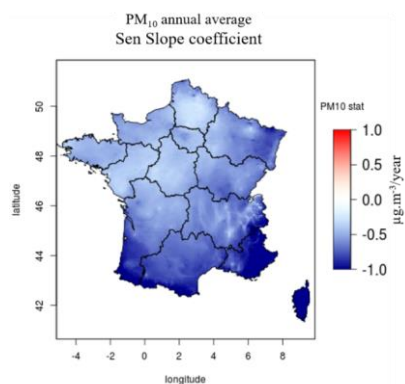 PM₁₀ annual average
Sen Slope coefficient
PM10 stat
1.0
0.5
0.0
-0.5
-1.0
µg.m⁻³/year
latitude
50
48
46
44
42
-4 -2 0 2 4 6 8
longitude